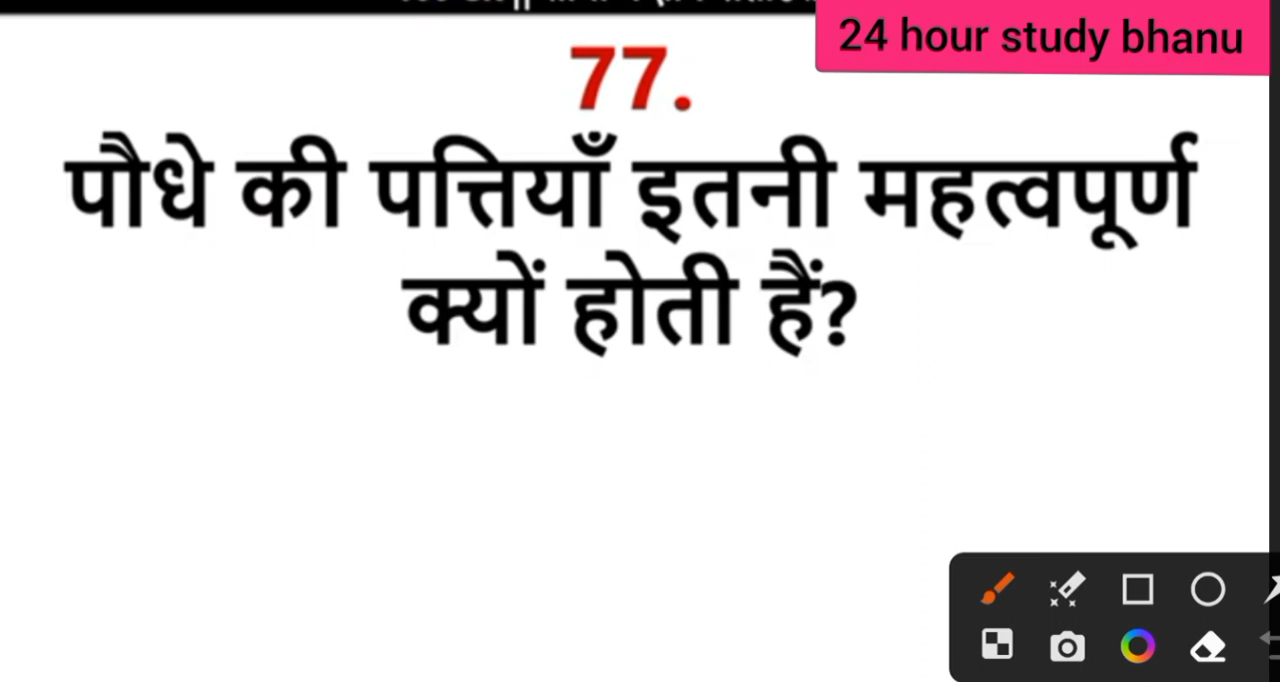 24 hour study bhanu
77.
पौधे की पत्तियाँ इतनी महत्वपूर्ण
क्यों होती हैं?